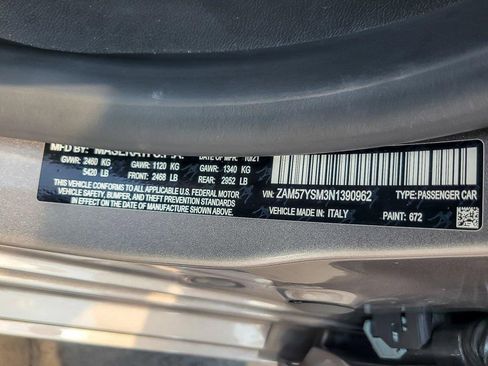 MFD BY: MASERATI S.P.A. DATE OF MFR: 10/21
GVWR: 2460 KG GAWR: 1120 KG GAWR: 1340 KG
5420 LB FRONT: 2468 LB REAR: 2952 LB
THIS VEHICLE CONFORMS TO ALL APPLICABLE U.S. FEDERAL MOTOR
VEHICLE SAFETY, BUMPER, AND THEFT PREVENTION STANDARDS
IN EFFECT ON THE DATE OF MANUFACTURE SHOWN ABOVE.
VIN: ZAM57YSM3N1390962 TYPE: PASSENGER CAR
VEHICLE MADE IN: ITALY PAINT: 672